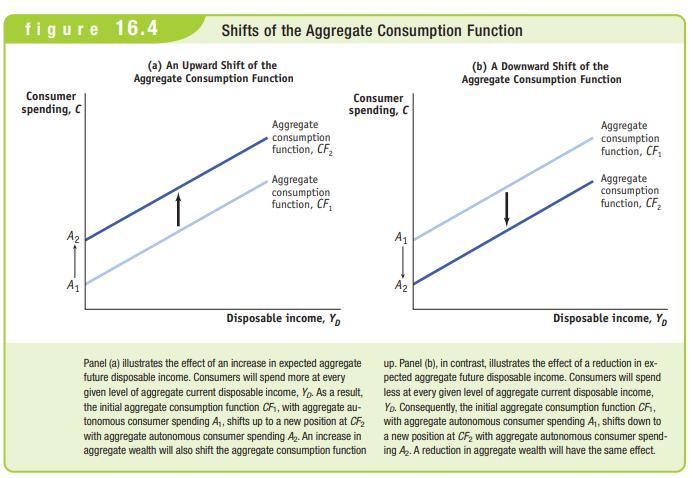 figure 16.4
Shifts of the Aggregate Consumption Function
(a) An Upward Shift of the
Aggregate Consumption Function
Consumer
spending, C
Aggregate
consumption
function, CF₂
Aggregate
consumption
function, CF₁
A₂
A₁
Disposable income, Y_D
(b) A Downward Shift of the
Aggregate Consumption Function
Consumer
spending, C
Aggregate
consumption
function, CF₁
Aggregate
consumption
function, CF₂
A₁
A₂
Disposable income, Y_D
Panel (a) illustrates the effect of an increase in expected aggregate
future disposable income. Consumers will spend more at every
given level of aggregate current disposable income, Y_D. As a result,
the initial aggregate consumption function CF₁, with aggregate au-
tonomous consumer spending A₁, shifts up to a new position at CF₂
with aggregate autonomous consumer spending A₂. An increase in
aggregate wealth will also shift the aggregate consumption function
up. Panel (b), in contrast, illustrates the effect of a reduction in ex-
pected aggregate future disposable income. Consumers will spend
less at every given level of aggregate current disposable income,
Y_D. Consequently, the initial aggregate consumption function CF₁,
with aggregate autonomous consumer spending A₁, shifts down to
a new position at CF₂ with aggregate autonomous consumer spend-
ing A₂. A reduction in aggregate wealth will have the same effect.